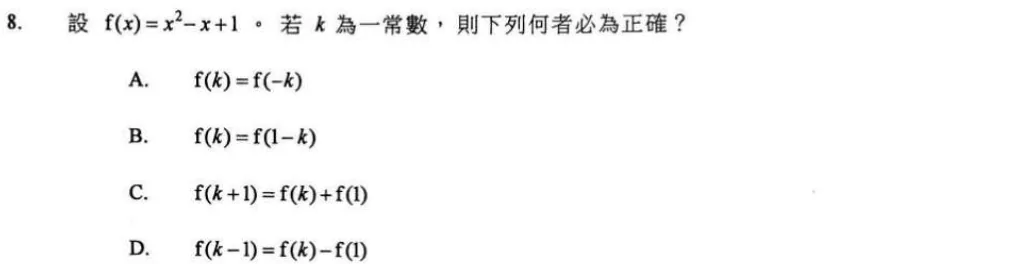 8. 設 f(x)=x²−x+1 。 若 k 為一常數，則下列何者必為正確？
A. f(k)=f(−k)
B. f(k)=f(1−k)
C. f(k+1)=f(k)+f(1)
D. f(k−1)=f(k)−f(1)